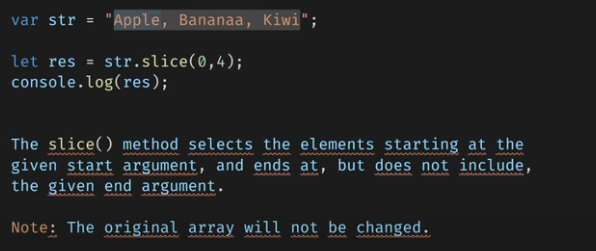 var str = "Apple, Bananaa, Kiwi";
let res = str.slice(0,4);
console.log(res);
The slice() method selects the elements starting at the
given start argument, and ends at, but does not include,
the given end argument.
Note: The original array will not be changed.